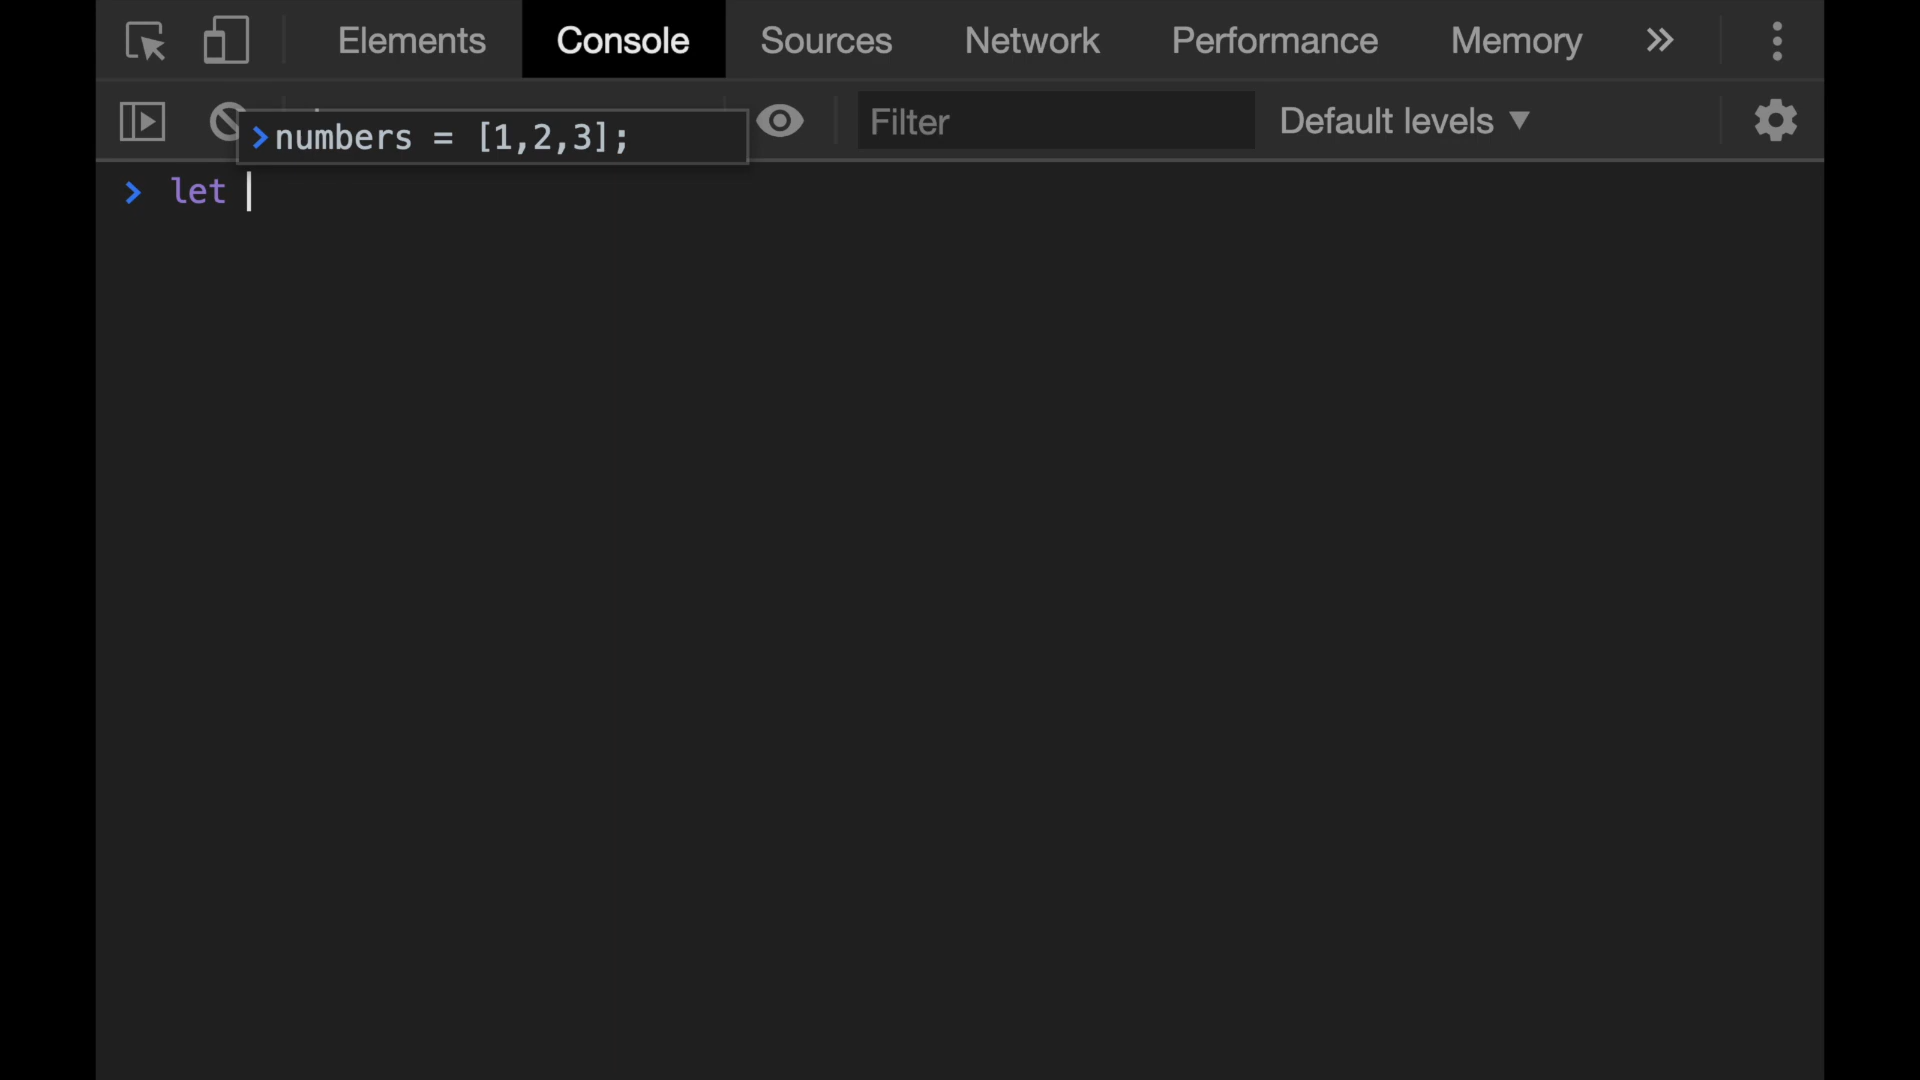 Elements Console Sources Network Performance Memory
Filter Default levels ▼
> numbers = [1,2,3];
> let